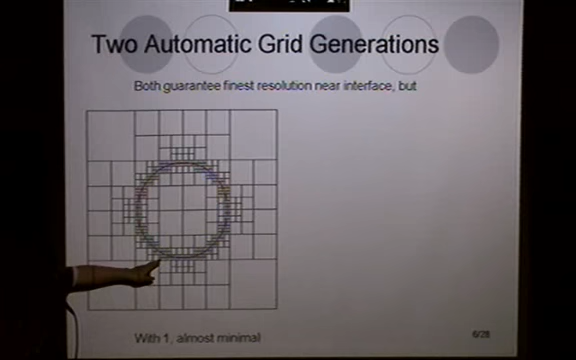 Two Automatic Grid Generations
Both guarantee finest resolution near interface, but
With 1, almost minimal
6/28